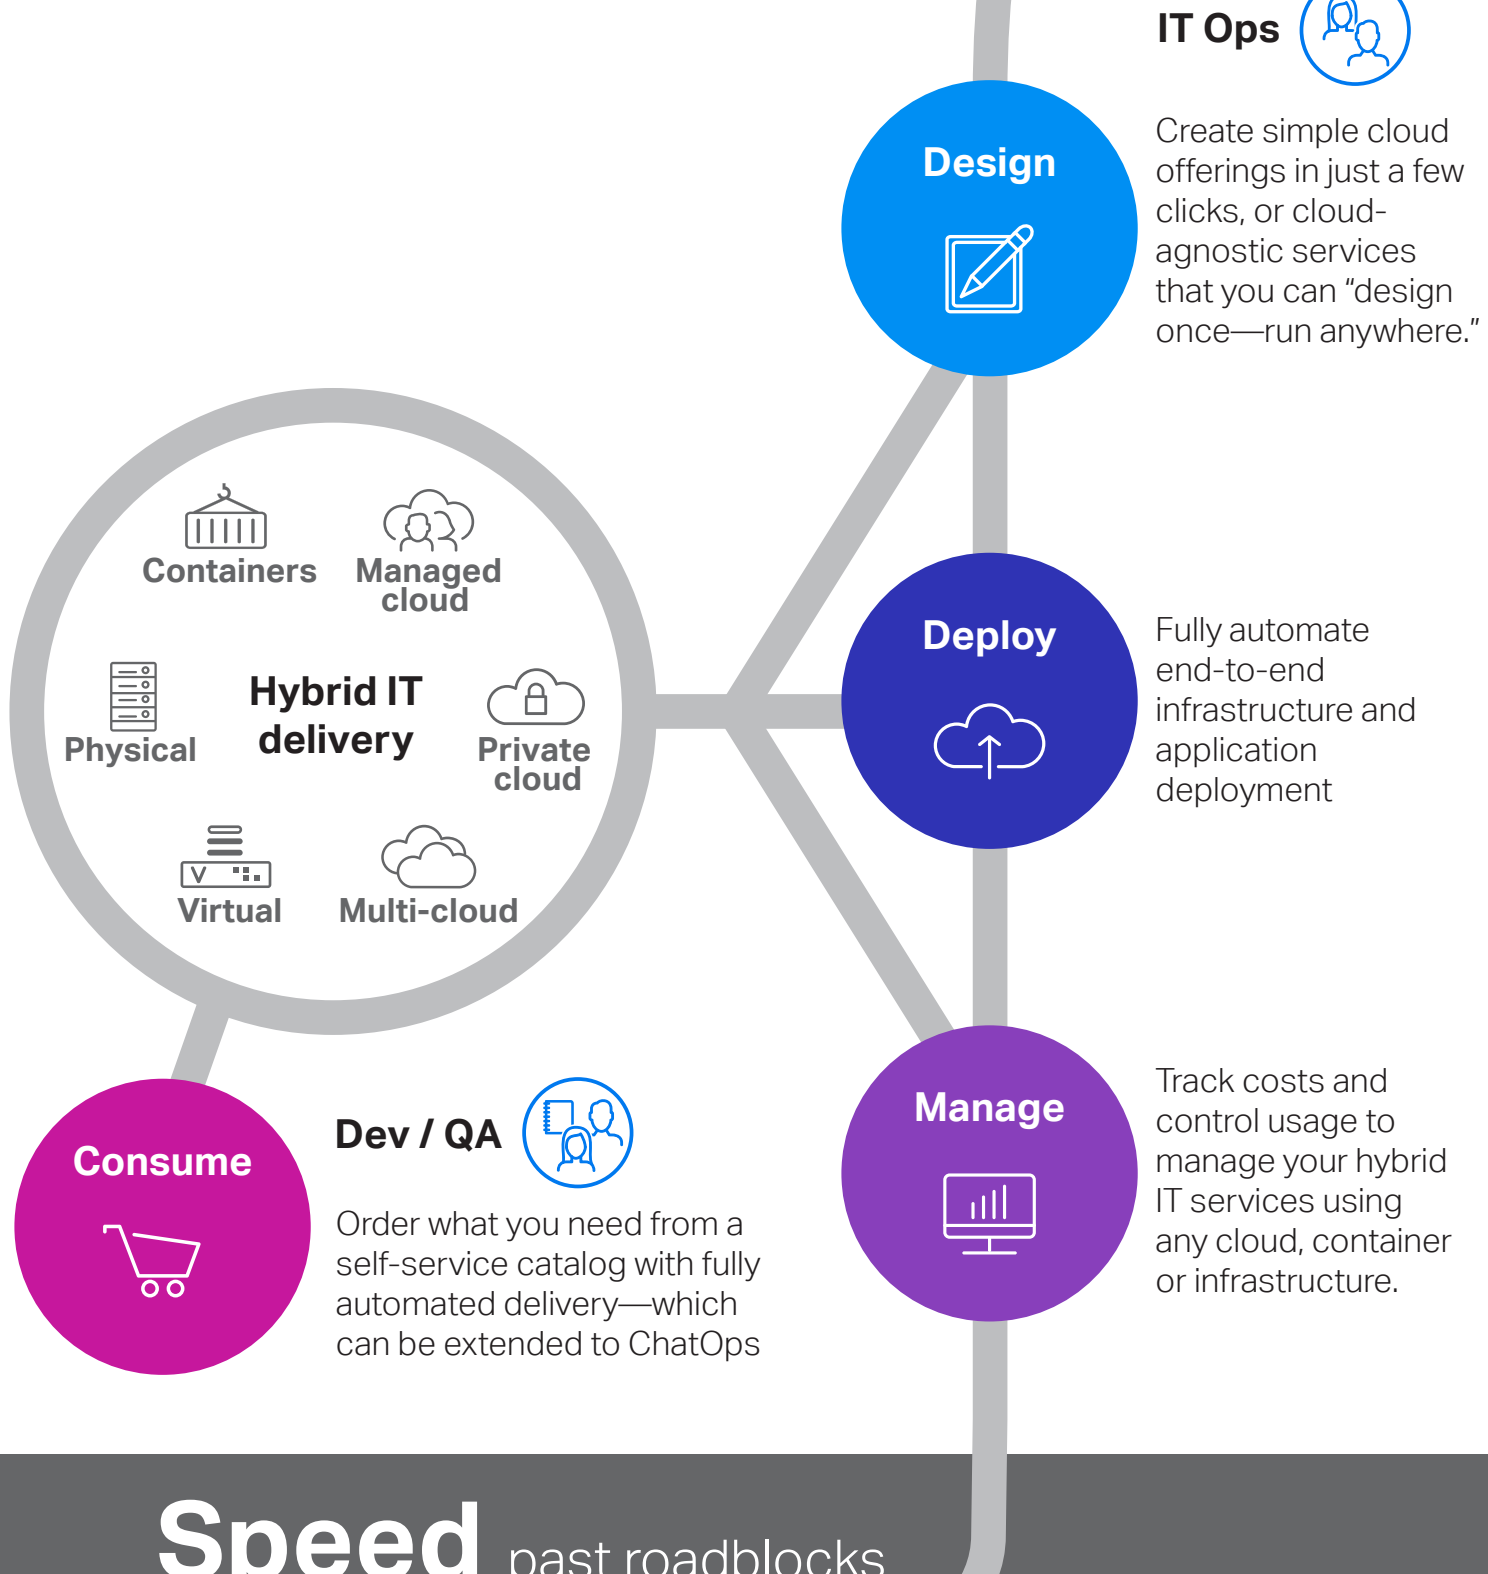 IT Ops
Design
Create simple cloud
offerings in just a few
clicks, or cloud-
agnostic services
that you can “design
once—run anywhere.”
Containers
Managed
cloud
Physical
Hybrid IT
delivery
Private
cloud
V
Virtual
Multi-cloud
Deploy
Fully automate
end-to-end
infrastructure and
application
deployment
Manage
Track costs and
control usage to
manage your hybrid
IT services using
any cloud, container
or infrastructure.
Consume
Dev / QA
Order what you need from a
self-service catalog with fully
automated delivery—which
can be extended to ChatOps
Speed past roadblocks